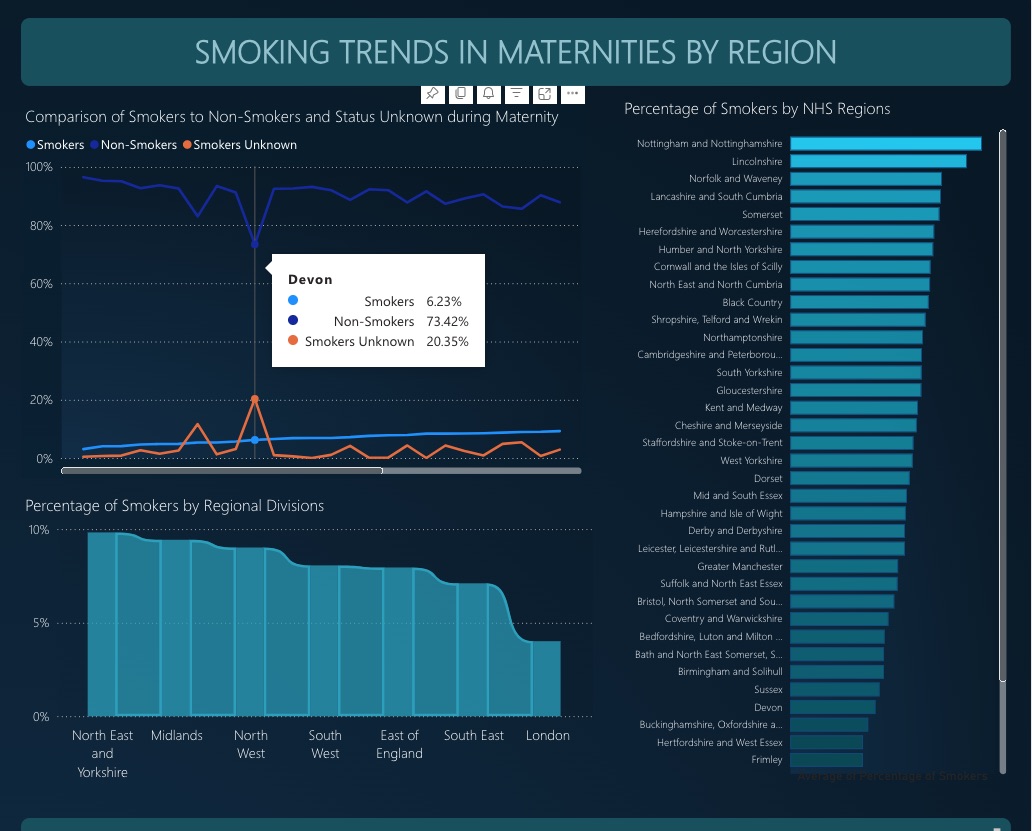 SMOKING TRENDS IN MATERNITIES BY REGION
Comparison of Smokers to Non-Smokers and Status Unknown during Maternity
Smokers Non-Smokers Smokers Unknown
100%
80%
60%
40%
20%
0%
Devon
Smokers 6.23%
Non-Smokers 73.42%
Smokers Unknown 20.35%
Percentage of Smokers by Regional Divisions
10%
5%
0%
North East
and
Yorkshire
Midlands
North
West
South
West
East of
England
South East
London
Percentage of Smokers by NHS Regions
Nottingham and Nottinghamshire
Lincolnshire
Norfolk and Waveney
Lancashire and South Cumbria
Somerset
Herefordshire and Worcestershire
Humber and North Yorkshire
Cornwall and the Isles of Scilly
North East and North Cumbria
Black Country
Shropshire, Telford and Wrekin
Northamptonshire
Cambridgeshire and Peterborou...
South Yorkshire
Gloucestershire
Kent and Medway
Cheshire and Merseyside
Staffordshire and Stoke-on-Trent
West Yorkshire
Dorset
Mid and South Essex
Hampshire and Isle of Wight
Derby and Derbyshire
Leicester, Leicestershire and Rutl...
Greater Manchester
Suffolk and North East Essex
Bristol, North Somerset and Sou...
Coventry and Warwickshire
Bedfordshire, Luton and Milton ...
Bath and North East Somerset, S...
Birmingham and Solihull
Sussex
Devon
Buckinghamshire, Oxfordshire a...
Hertfordshire and West Essex
Frimley
Average of Percentage of Smokers